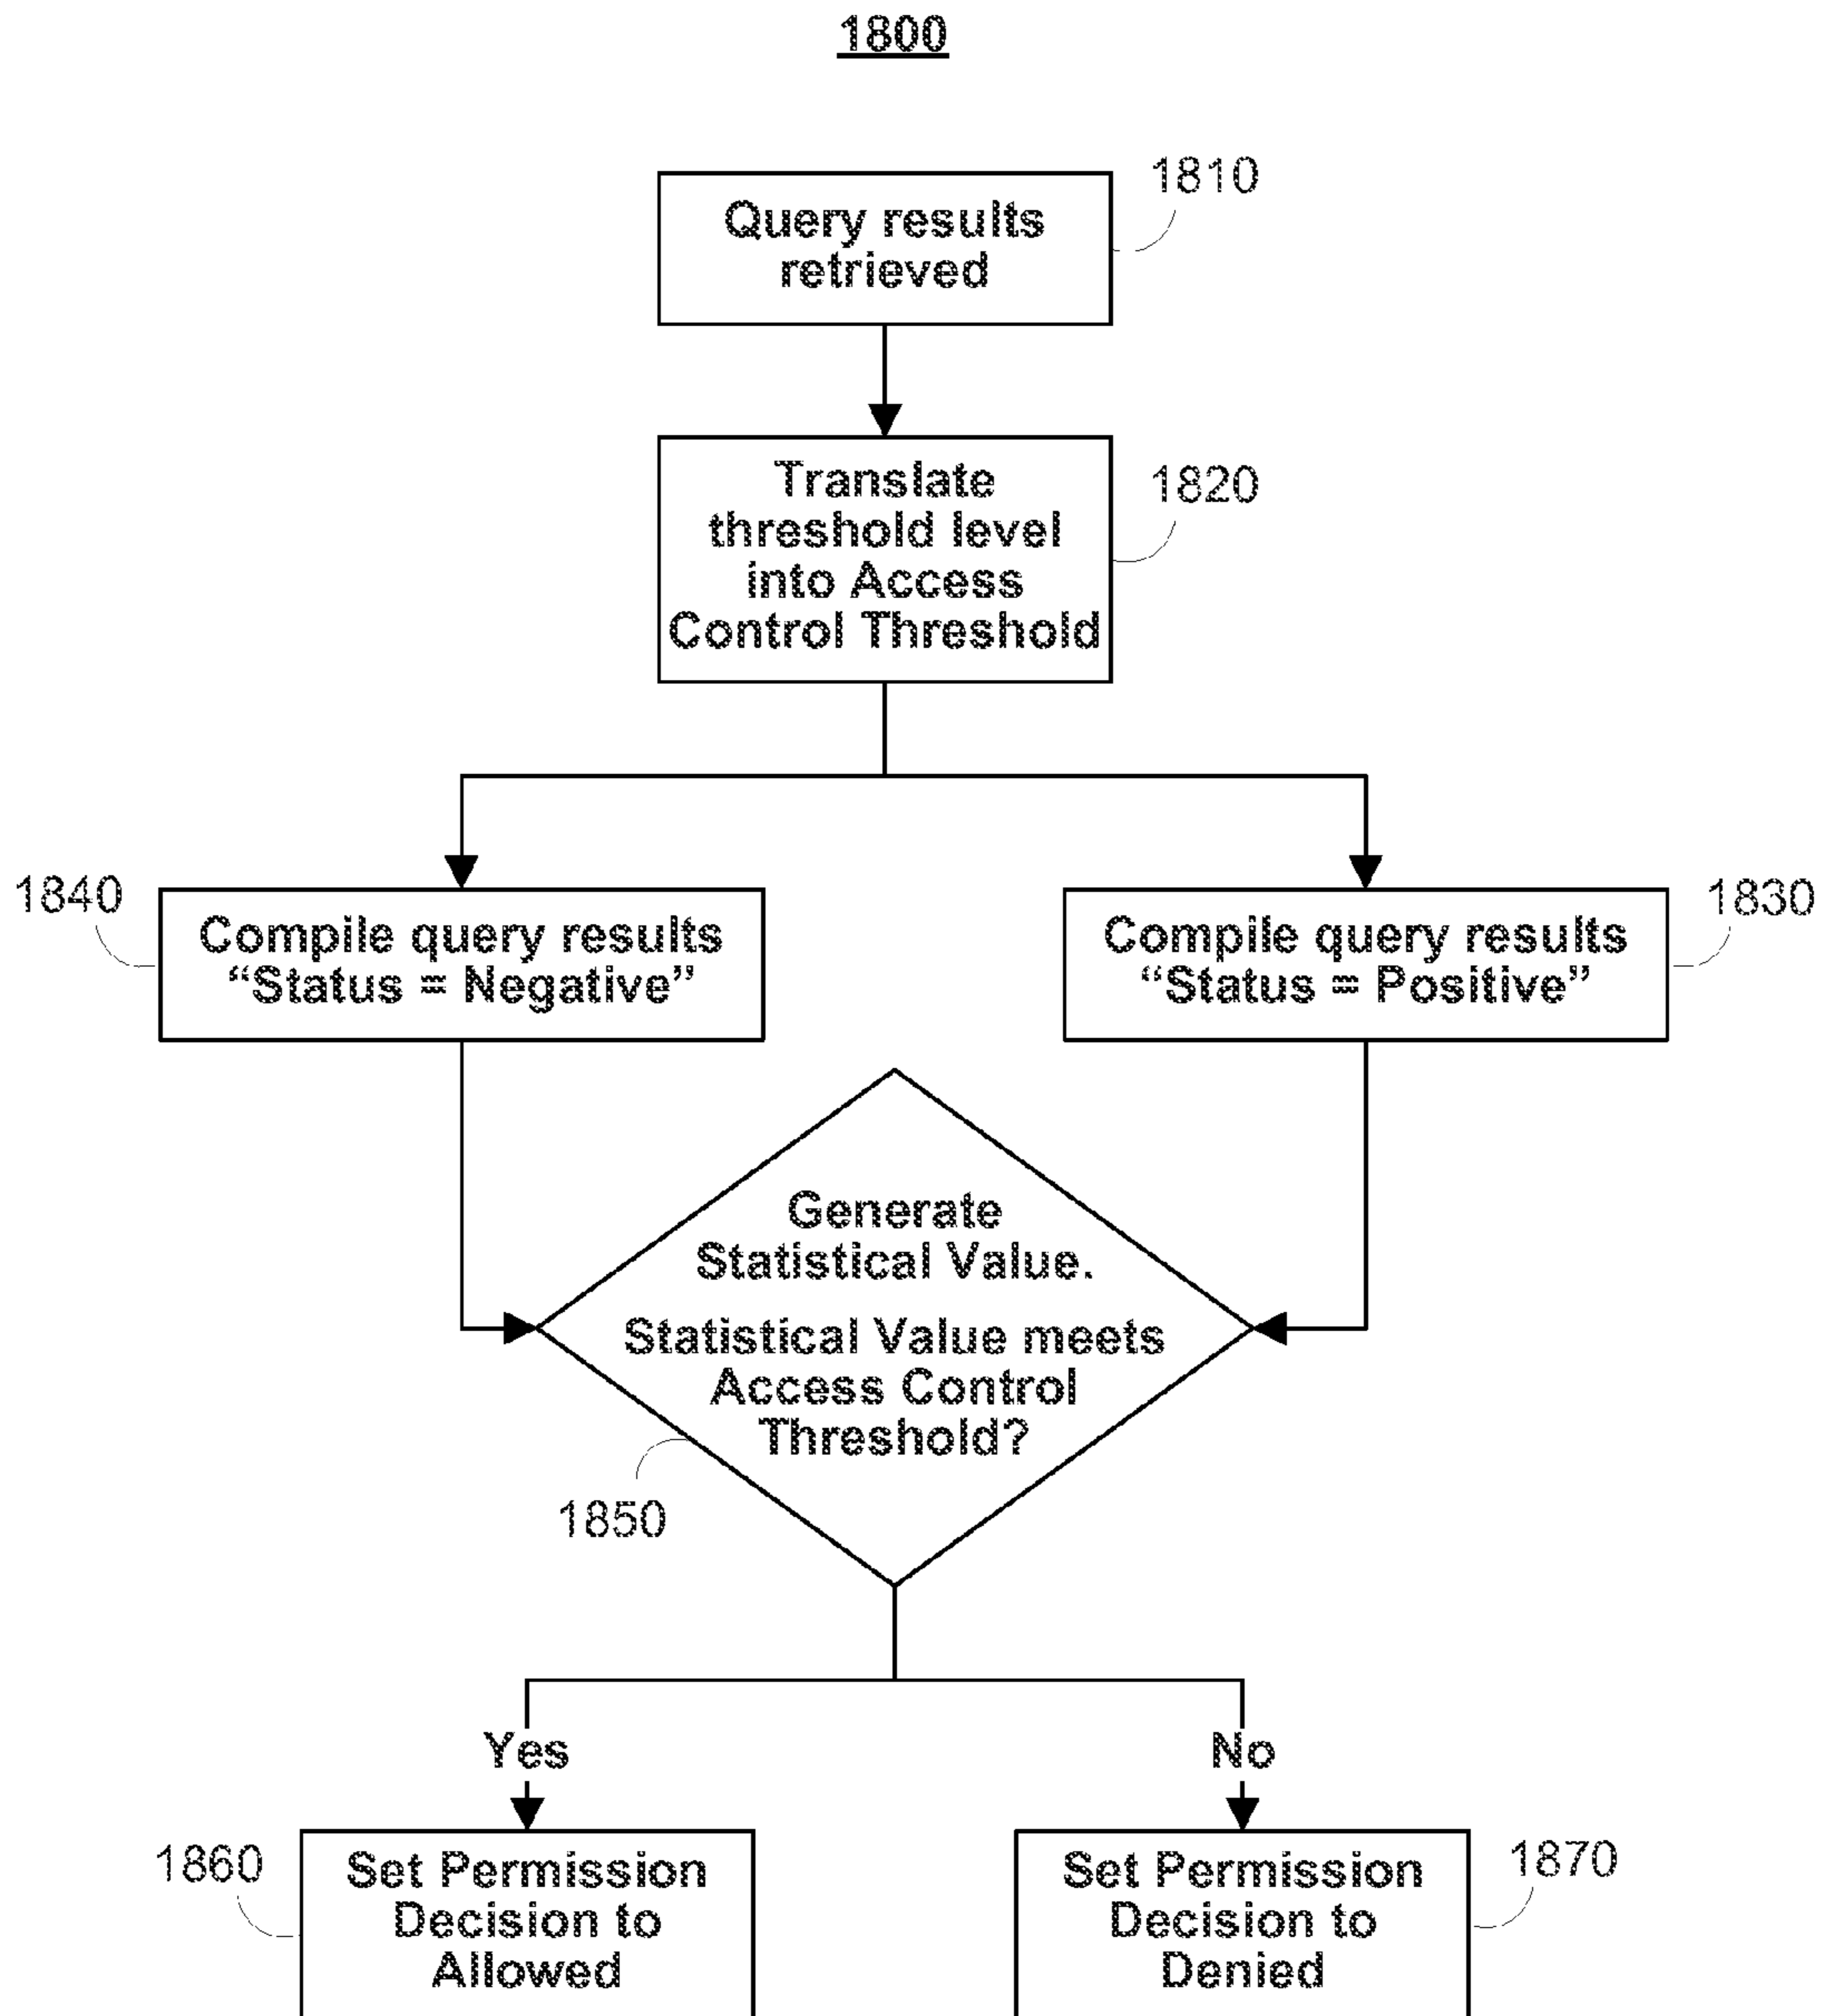 1800
Query results
retrieved
1810
Translate
threshold level
into Access
Control Threshold
1820
1840
Compile query results
“Status = Negative”
Compile query results
“Status = Positive”
1830
Generate
Statistical Value.
Statistical Value meets
Access Control
Threshold?
1850
Yes
No
1860
Set Permission
Decision to
Allowed
Set Permission
Decision to
Denied
1870